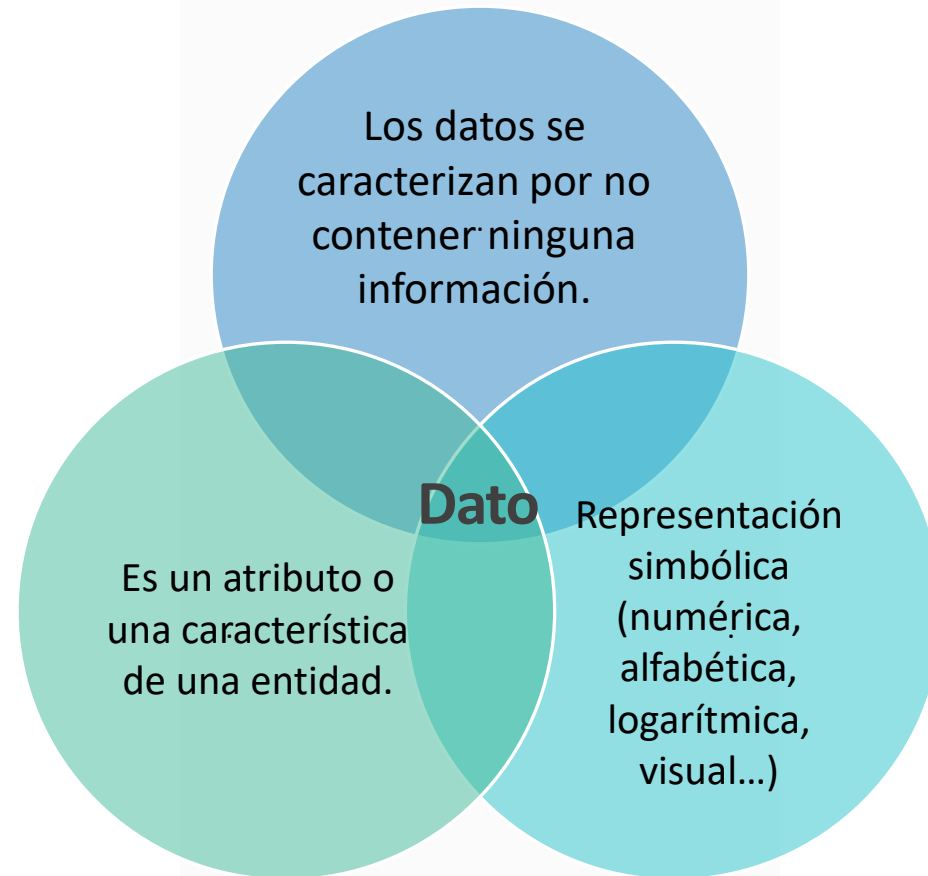 Los datos se
caracterizan por no
contener ninguna
información.
Dato
Es un atributo o
una característica
de una entidad.
Representación
simbólica
(numérica,
alfabética,
logarítmica,
visual...)